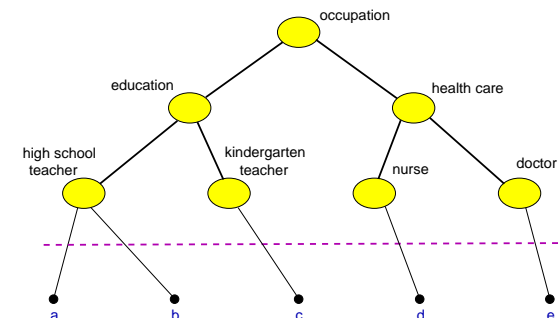 occupation
education
health care
high school
teacher
kindergarten
teacher
nurse
doctor
a
b
c
d
e